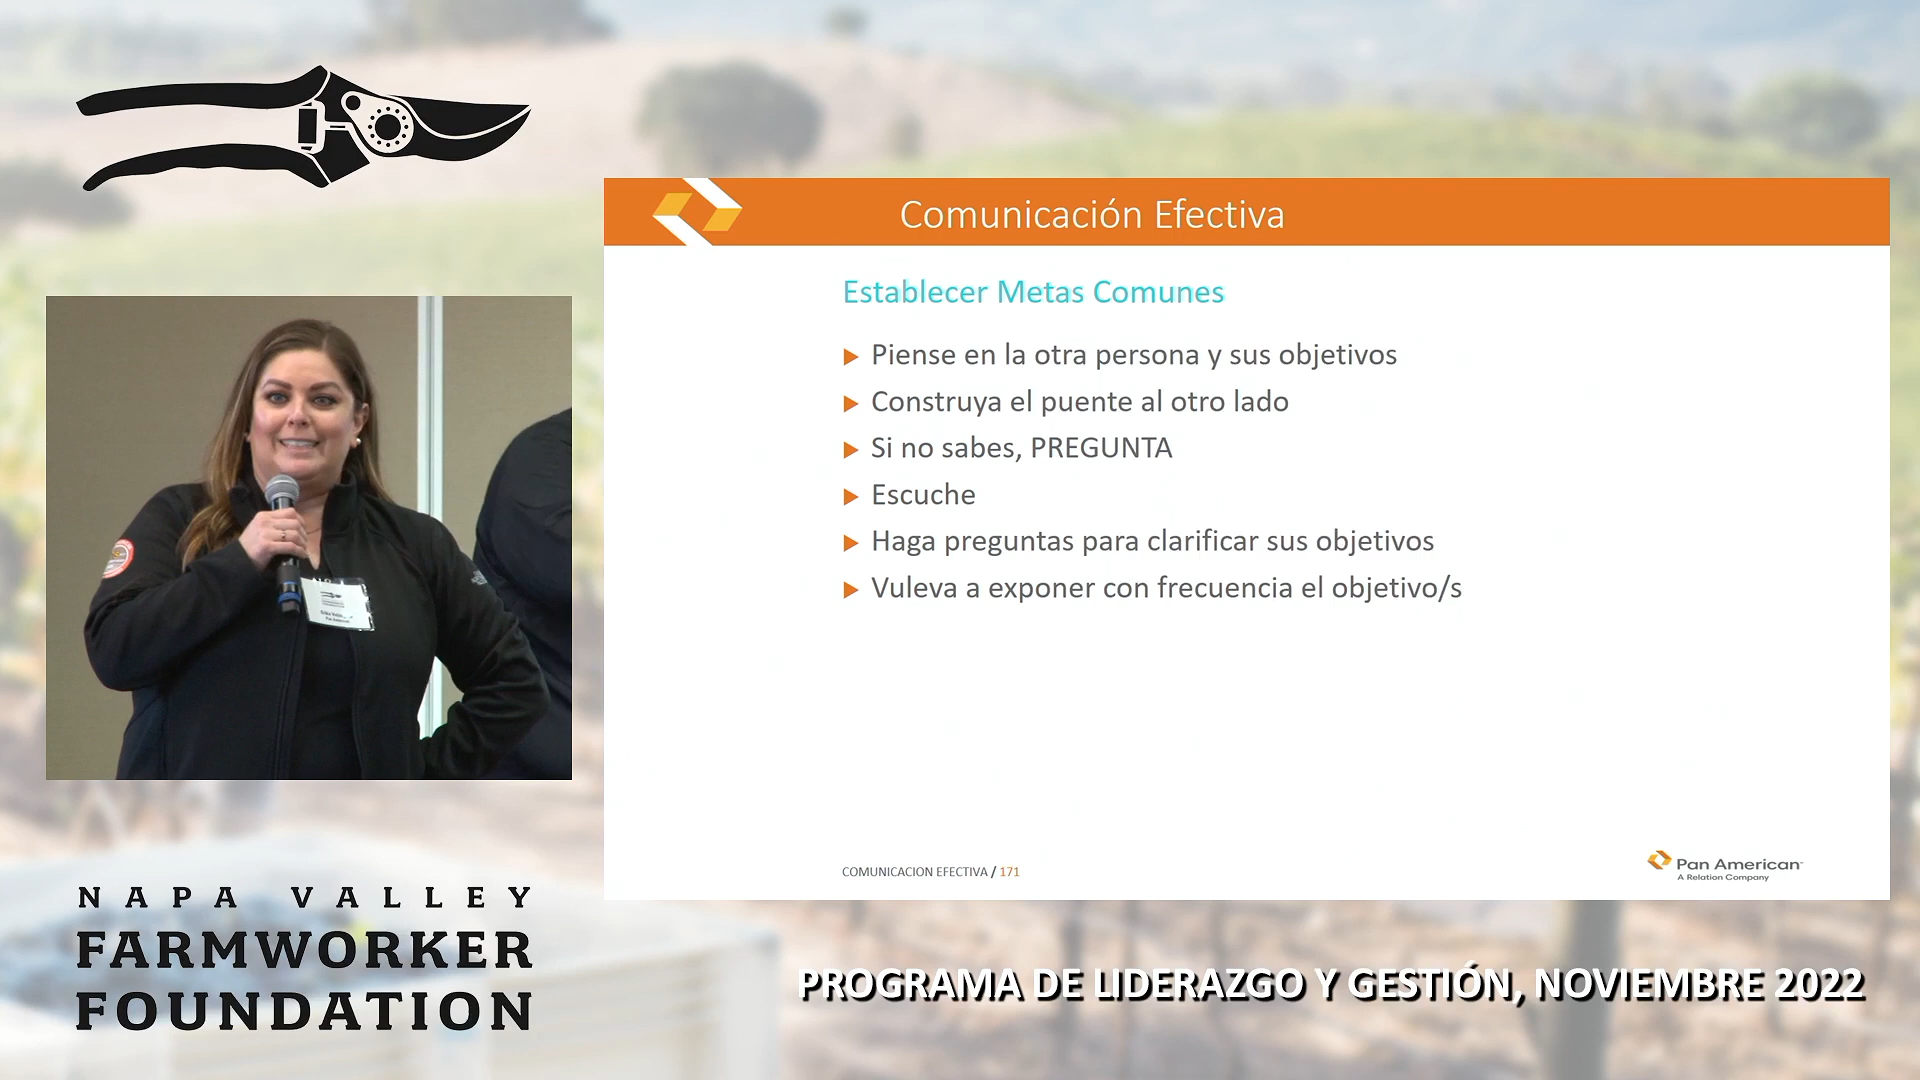 Comunicación Efectiva
Establecer Metas Comunes
Piense en la otra persona y sus objetivos
Construya el puente al otro lado
Si no sabes, PREGUNTA
Escuche
Haga preguntas para clarificar sus objetivos
Vuleva a exponer con frecuencia el objetivo/s
COMUNICACION EFECTIVA / 171
Pan American
A Relation Company
NAPA VALLEY
FARMWORKER
FOUNDATION
PROGRAMA DE LIDERAZGO Y GESTIÓN, NOVIEMBRE 2022